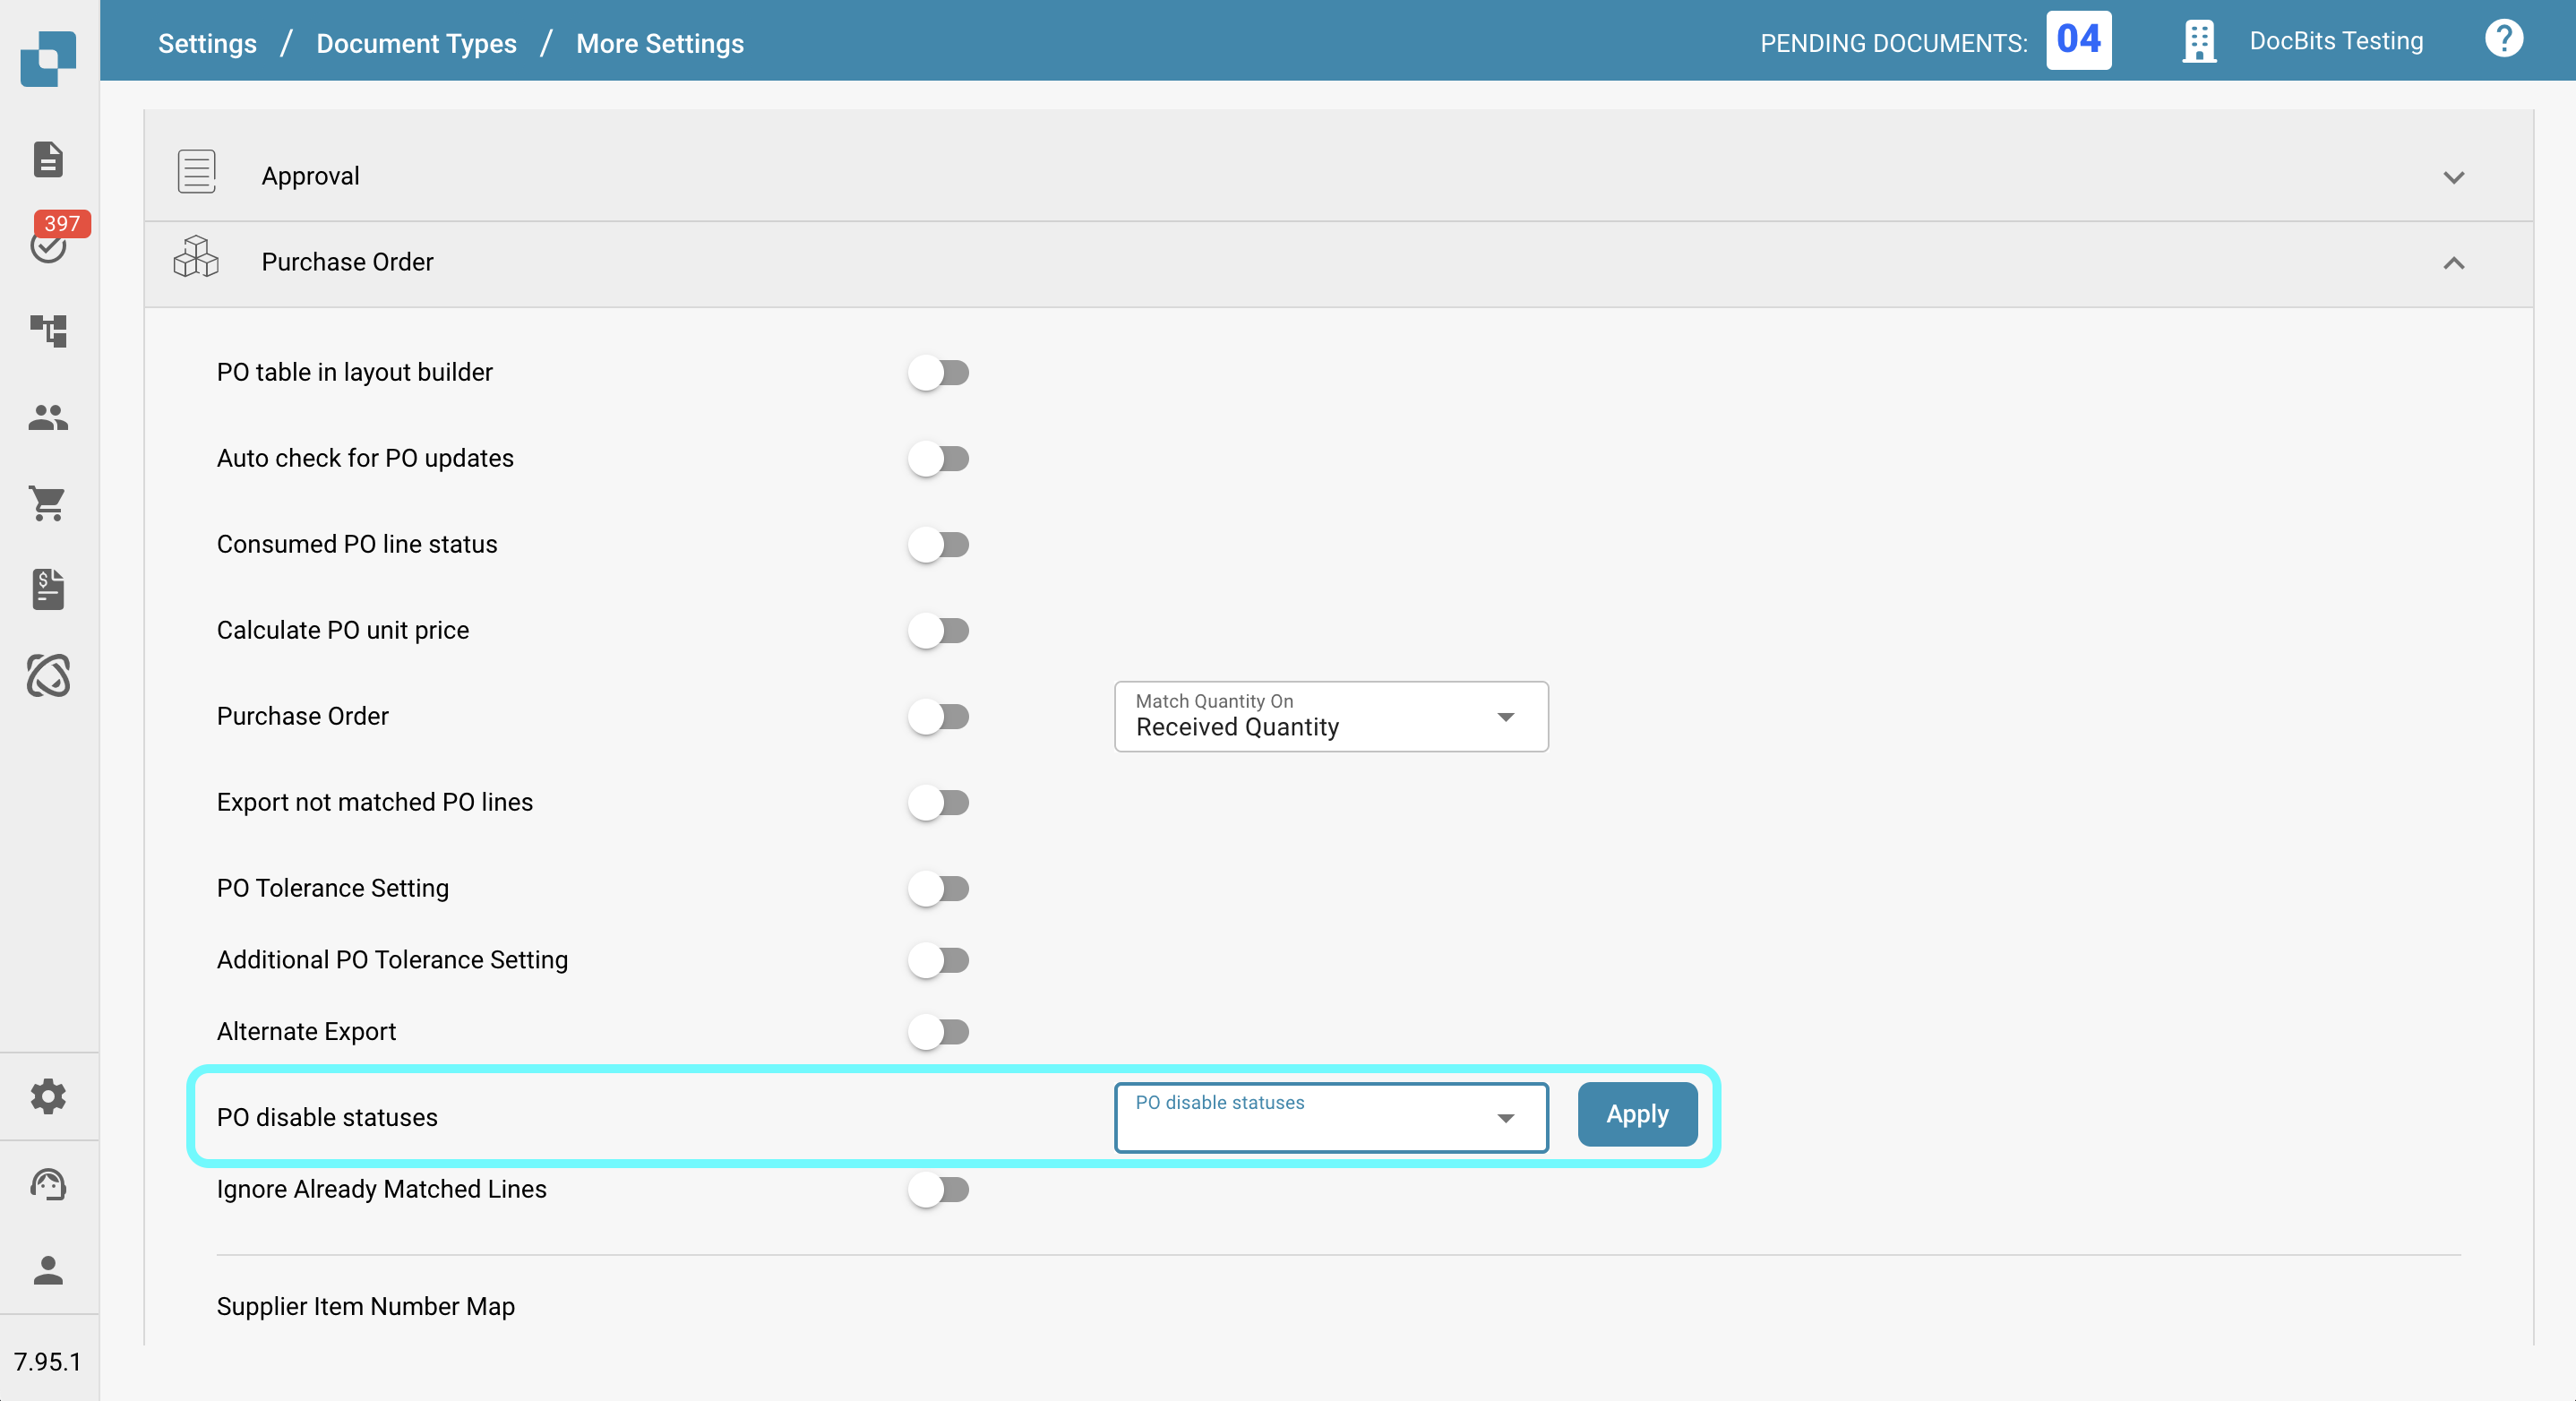 Settings / Document Types / More Settings
PENDING DOCUMENTS: 04
DocBits Testing
?
397
Approval
Purchase Order
PO table in layout builder
Auto check for PO updates
Consumed PO line status
Calculate PO unit price
Purchase Order
Match Quantity On
Received Quantity
Export not matched PO lines
PO Tolerance Setting
Additional PO Tolerance Setting
Alternate Export
PO disable statuses
PO disable statuses
Apply
Ignore Already Matched Lines
Supplier Item Number Map
7.95.1